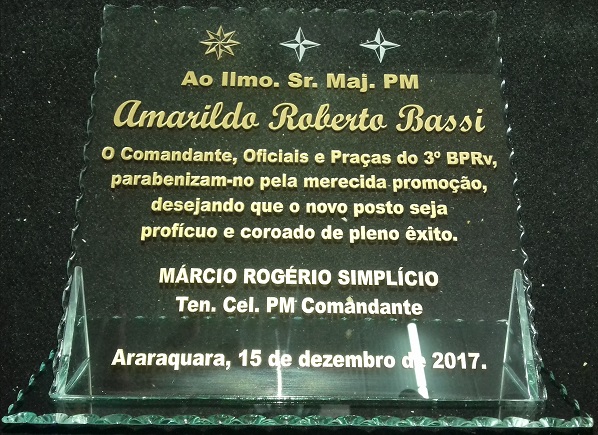 Ao Ilmo. Sr. Maj. PM
Amarildo Roberto Bassi
O Comandante, Oficiais e Praças do 3º BPRv,
parabenizam-no pela merecida promoção,
desejando que o novo posto seja
profícuo e coroado de pleno êxito.
MÁRCIO ROGÉRIO SIMPLÍCIO
Ten. Cel. PM Comandante
Araraquara, 15 de dezembro de 2017.